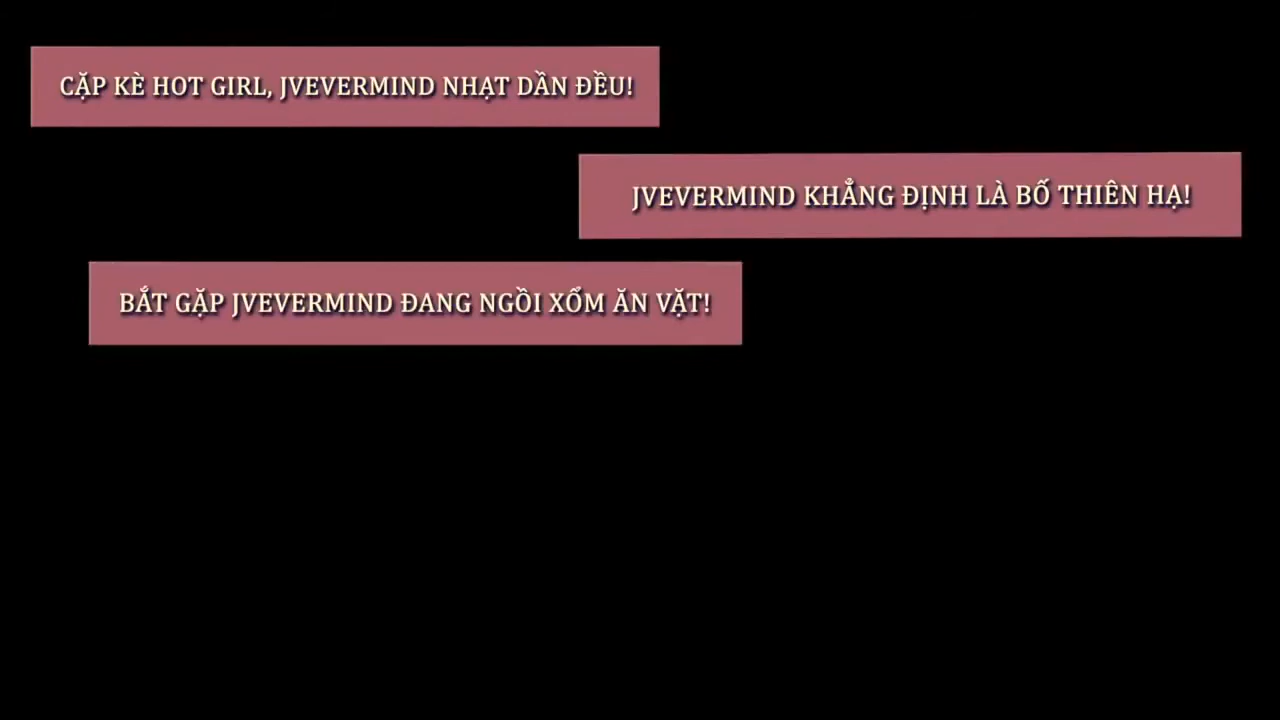 CẶP KÈ HOT GIRL, JVEVERMIND NHẠT DẦN ĐỀU!
JVEVERMIND KHẲNG ĐỊNH LÀ BỐ THIÊN HẠ!
BẮT GẶP JVEVERMIND ĐANG NGỒI XỔM ĂN VẶT!